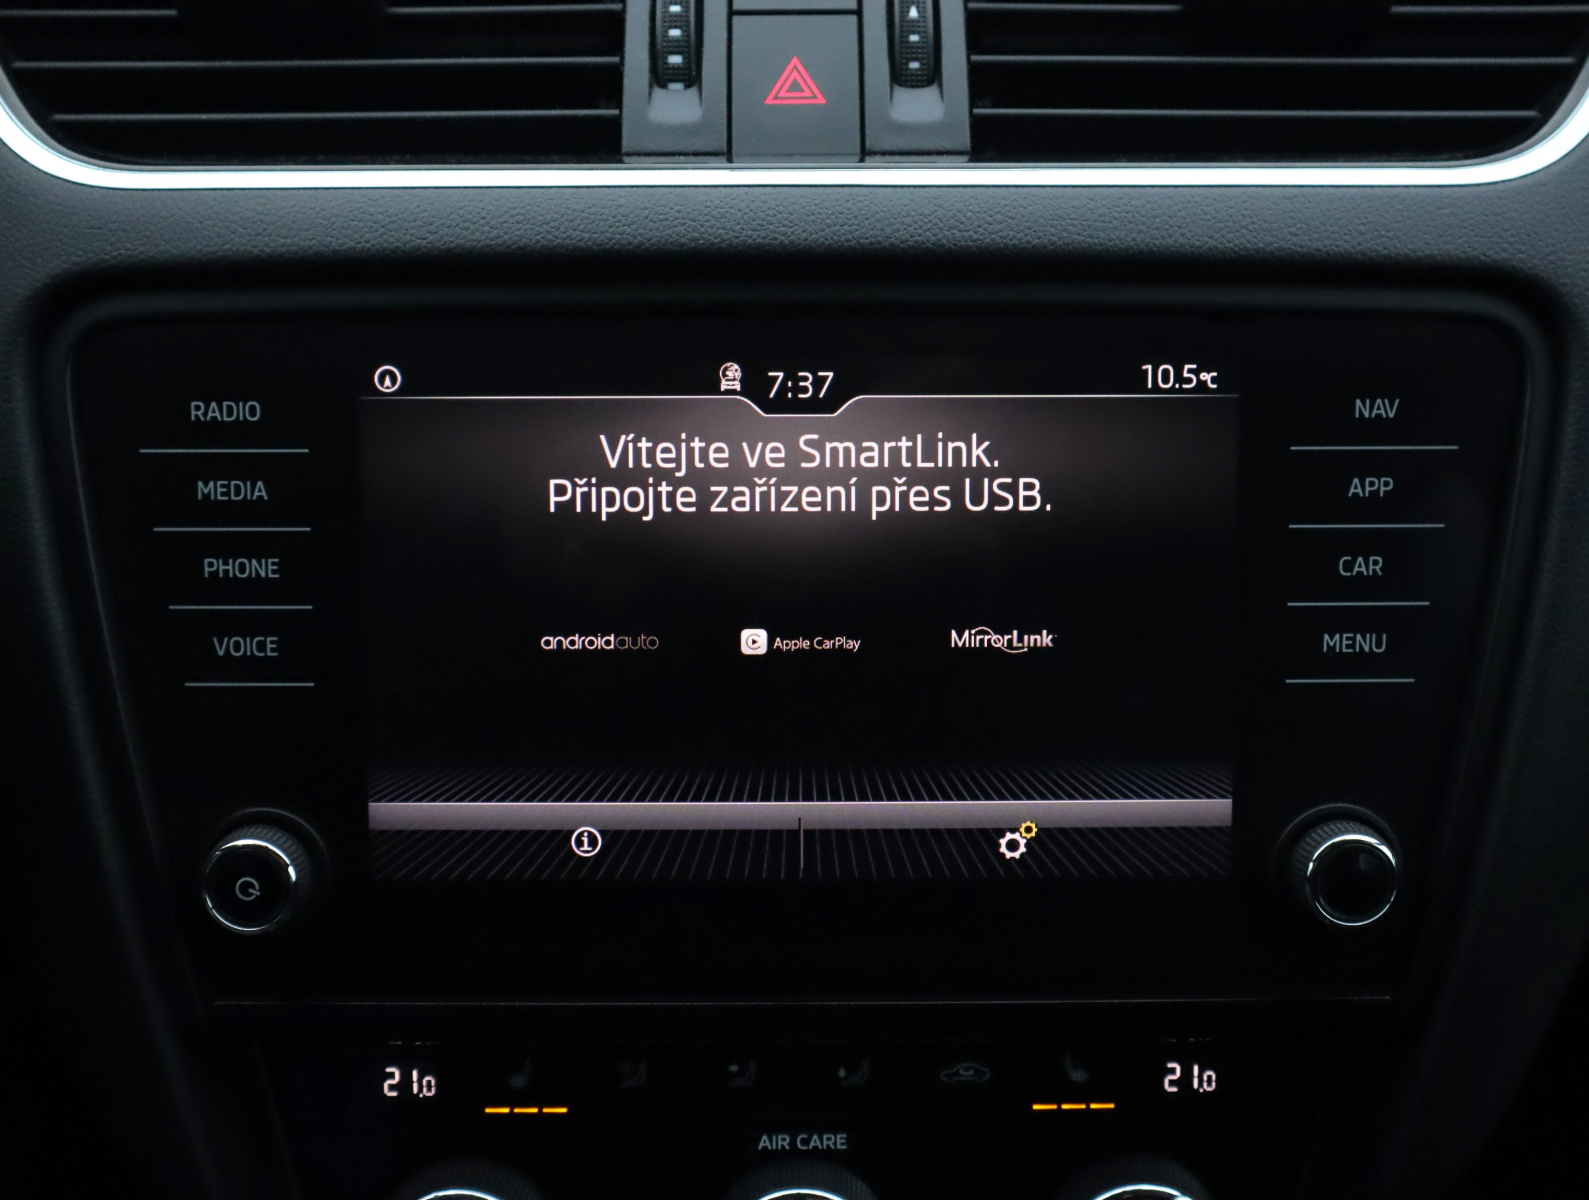 7:37
10.5°C
RADIO
MEDIA
PHONE
VOICE
Vítejte ve SmartLink.
Připojte zařízení přes USB.
androidauto
Apple CarPlay
MirrorLink
NAV
APP
CAR
MENU
21.0
21.0
AIR CARE